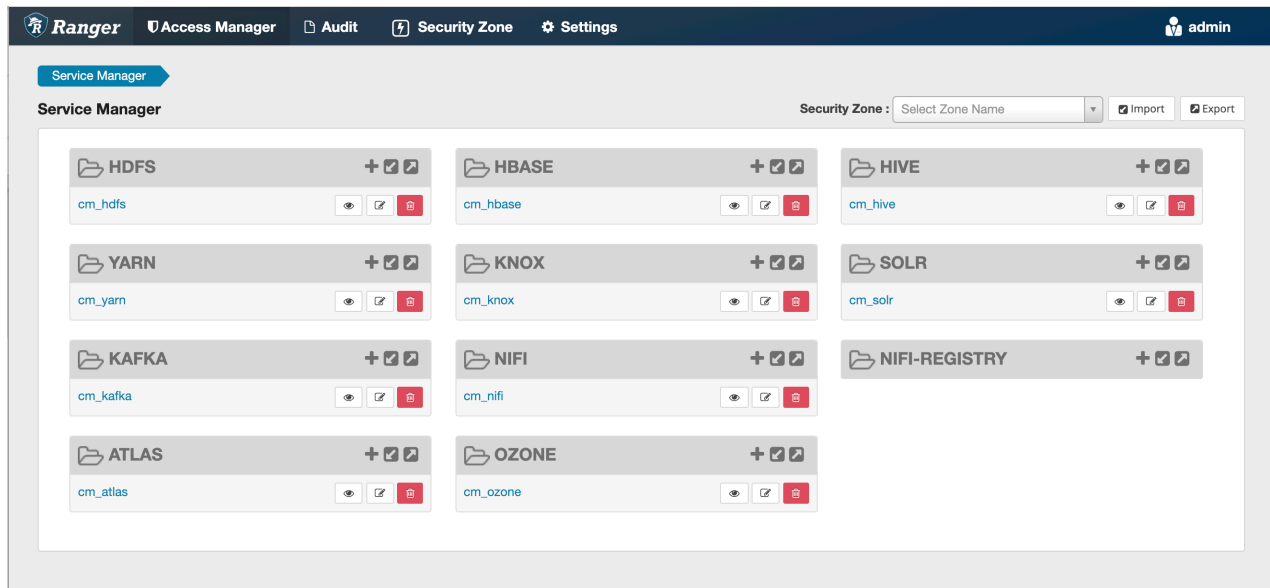 Ranger Access Manager Audit Security Zone Settings admin
Service Manager
Service Manager Security Zone : Select Zone Name Import Export
HDFS HBASE HIVE
cm_hdfs cm_hbase cm_hive
YARN KNOX SOLR
cm_yarn cm_knox cm_solr
KAFKA NIFI NIFI-REGISTRY
cm_kafka cm_nifi
ATLAS OZONE
cm_atlas cm_ozone